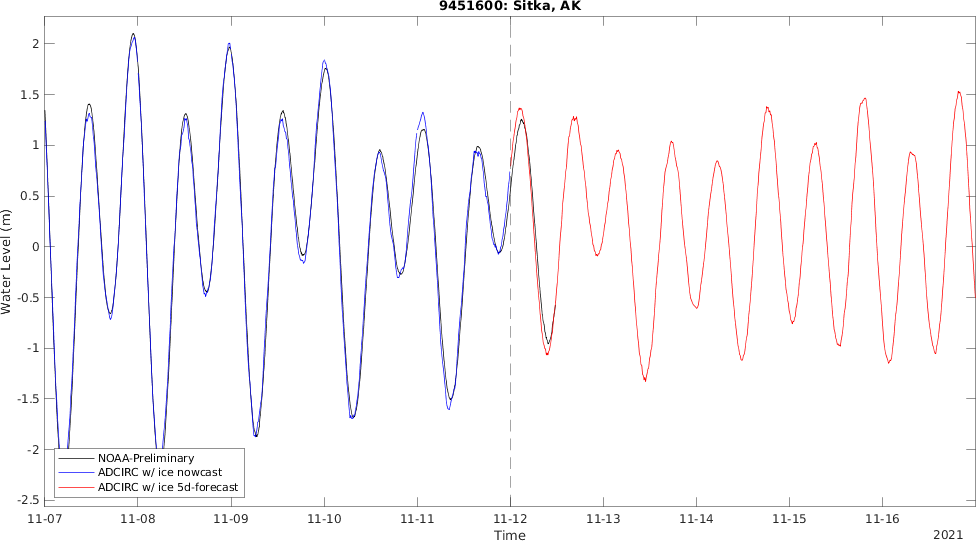 9451600: Sitka, AK
2
1.5
1
0.5
0
-0.5
-1
-1.5
-2
-2.5
Water Level (m)
NOAA-Preliminary
ADCIRC w/ ice nowcast
ADCIRC w/ ice 5d-forecast
11-07 11-08 11-09 11-10 11-11 11-12 11-13 11-14 11-15 11-16
Time
2021